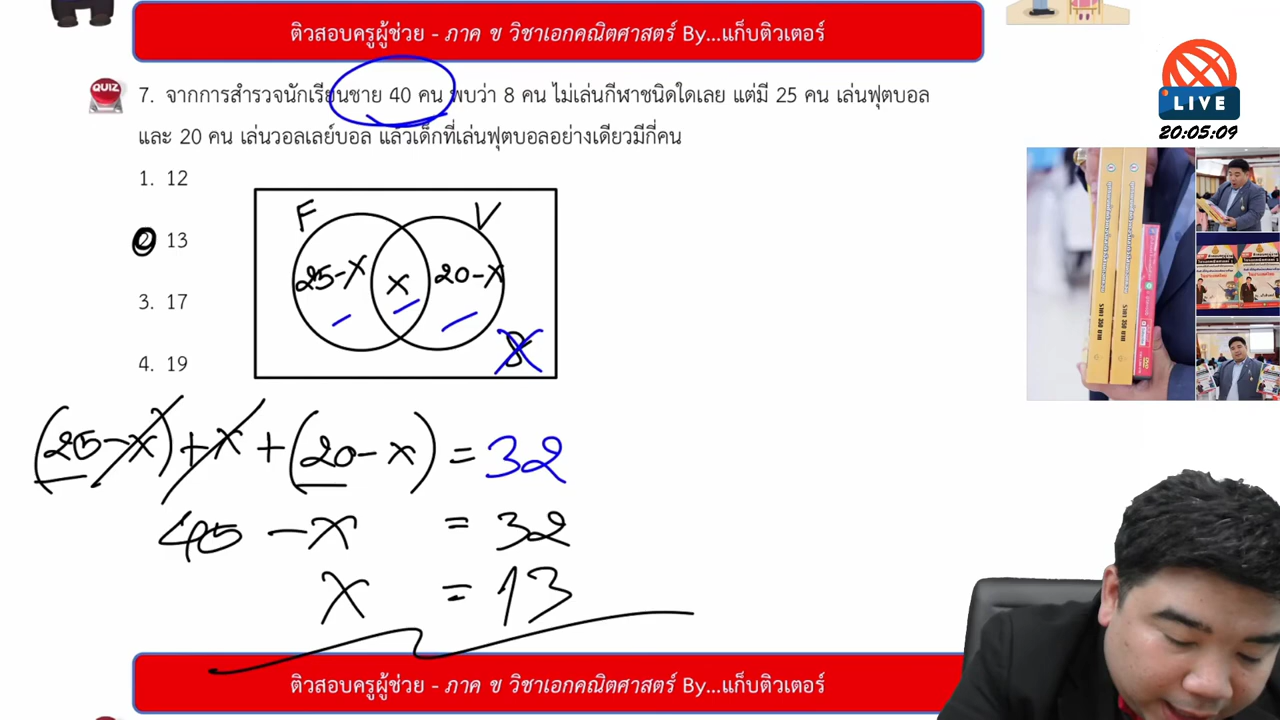 ติวสอบครูผู้ช่วย - ภาค ข วิชาเอกคณิตศาสตร์ By...แก็บติวเตอร์
QUIZ
7. จากการสำรวจนักเรียนชาย 40 คน พบว่า 8 คน ไม่เล่นกีฬาชนิดใดเลย แต่มี 25 คน เล่นฟุตบอล
และ 20 คน เล่นวอลเลย์บอล แล้วเด็กที่เล่นฟุตบอลอย่างเดียวมีกี่คน
LIVE
20:05:09
1. 12
2 13
3. 17
4. 19
F V
25-x x 20-x
8
(25-x)+x+(20-x) = 32
45 -x = 32
x = 13
ติวสอบครูผู้ช่วย - ภาค ข วิชาเอกคณิตศาสตร์ By...แก็บติวเตอร์